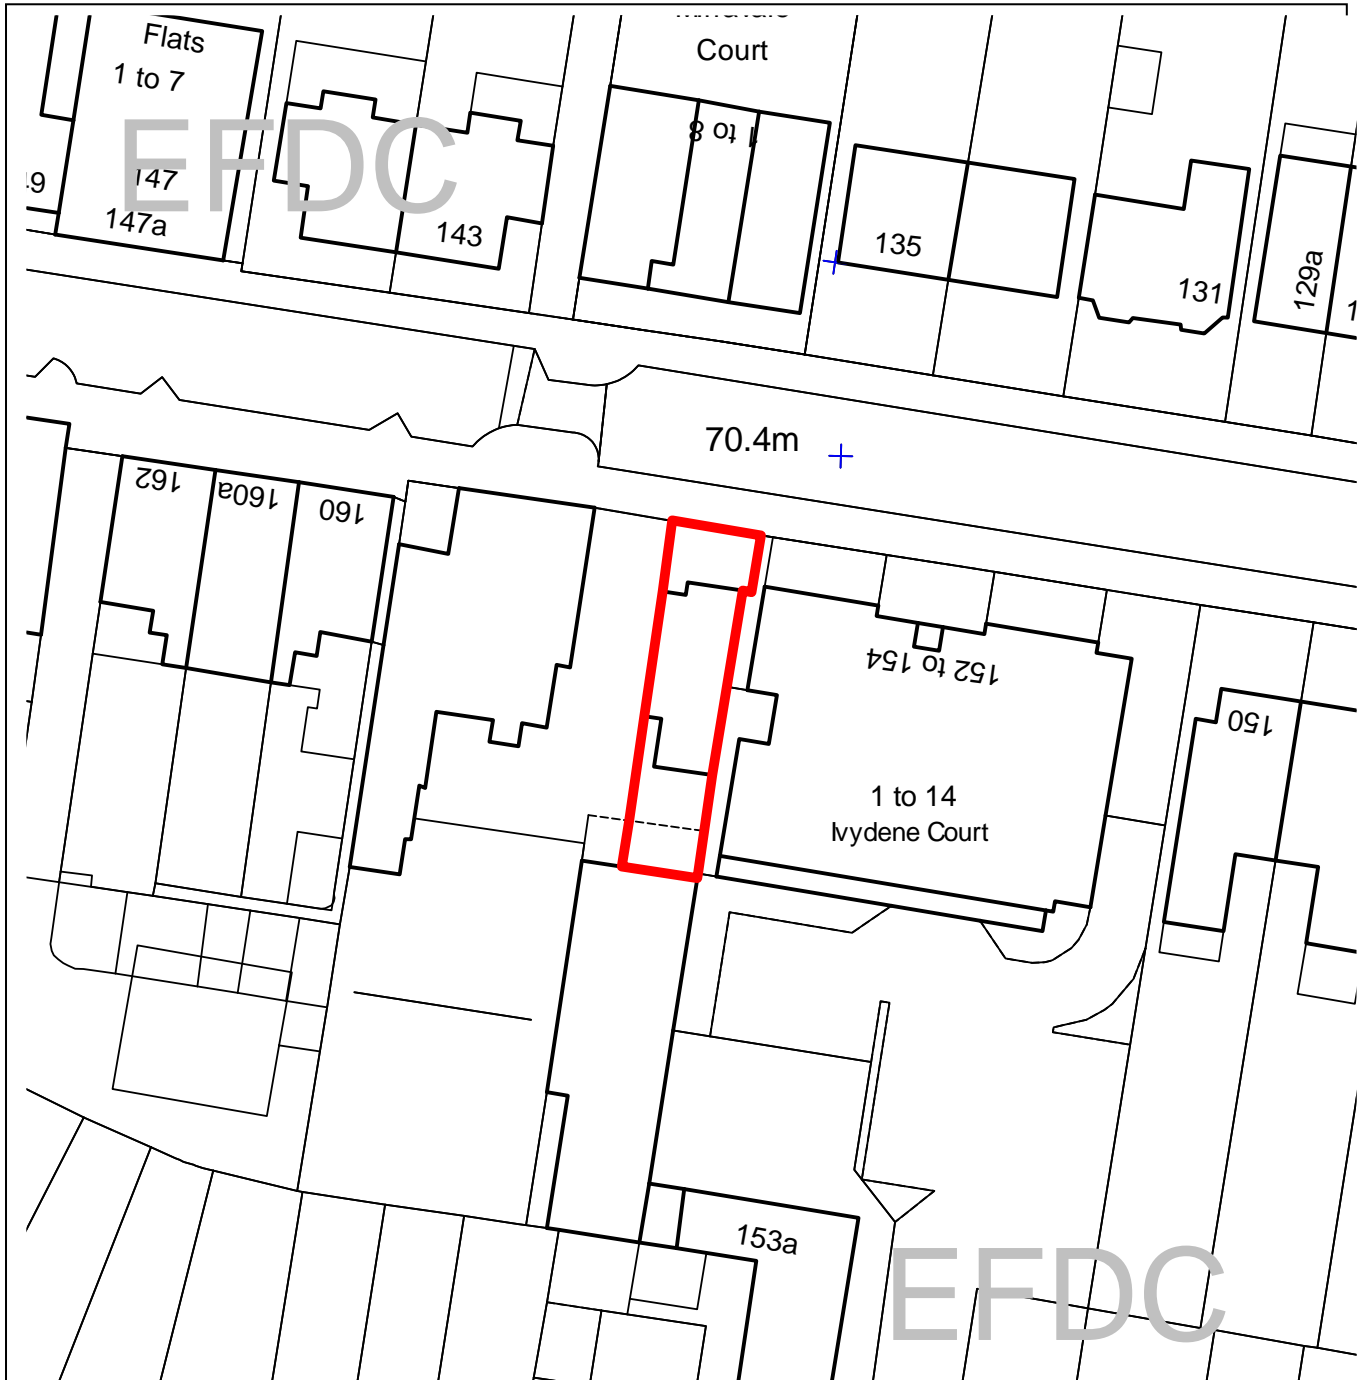 Court
Flats
1 to 7
1 to 8
EFDC
147
147a
143
135
131
129a
70.4m
162
160a
160
152 to 154
150
1 to 14
Ivydene Court
153a
EFDC